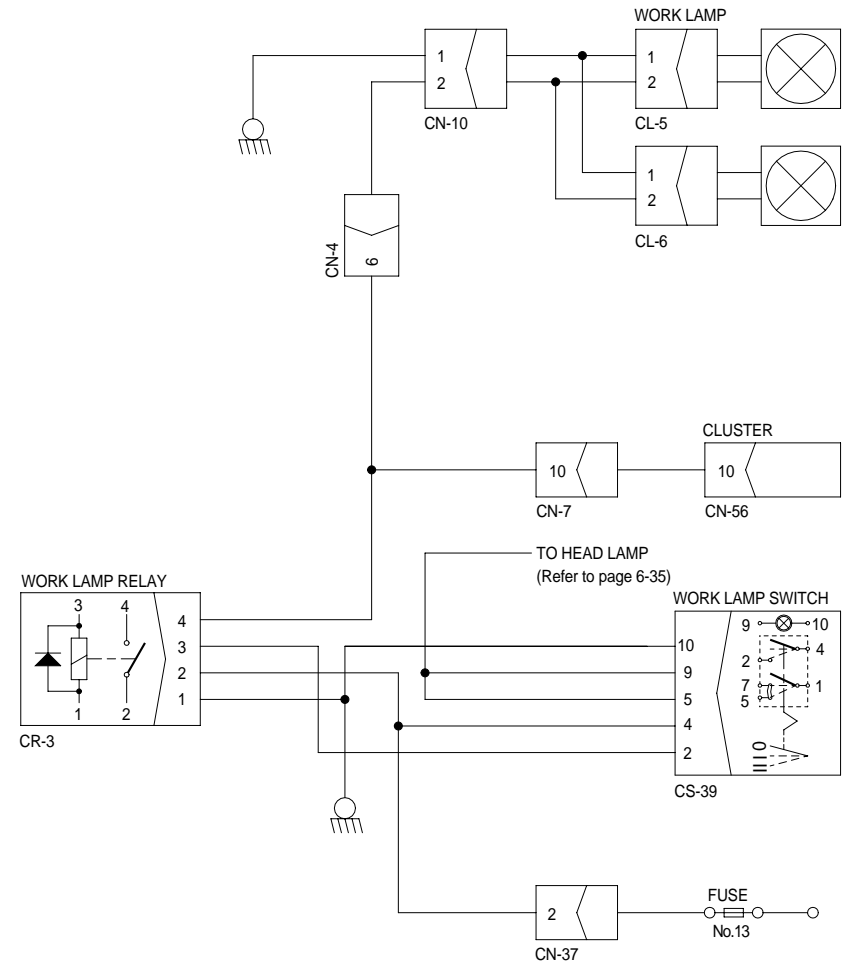 WORK LAMP
1
2
CN-10
1
2
CL-5
1
2
CL-6
CN-4
6
CLUSTER
10
CN-7
10
CN-56
TO HEAD LAMP
(Refer to page 6-35)
WORK LAMP RELAY
3 4
1 2
4
3
2
1
CR-3
WORK LAMP SWITCH
10
9
5
4
2
9 10
4
2
7 1
5
0
I
II
CS-39
2
CN-37
FUSE
No.13